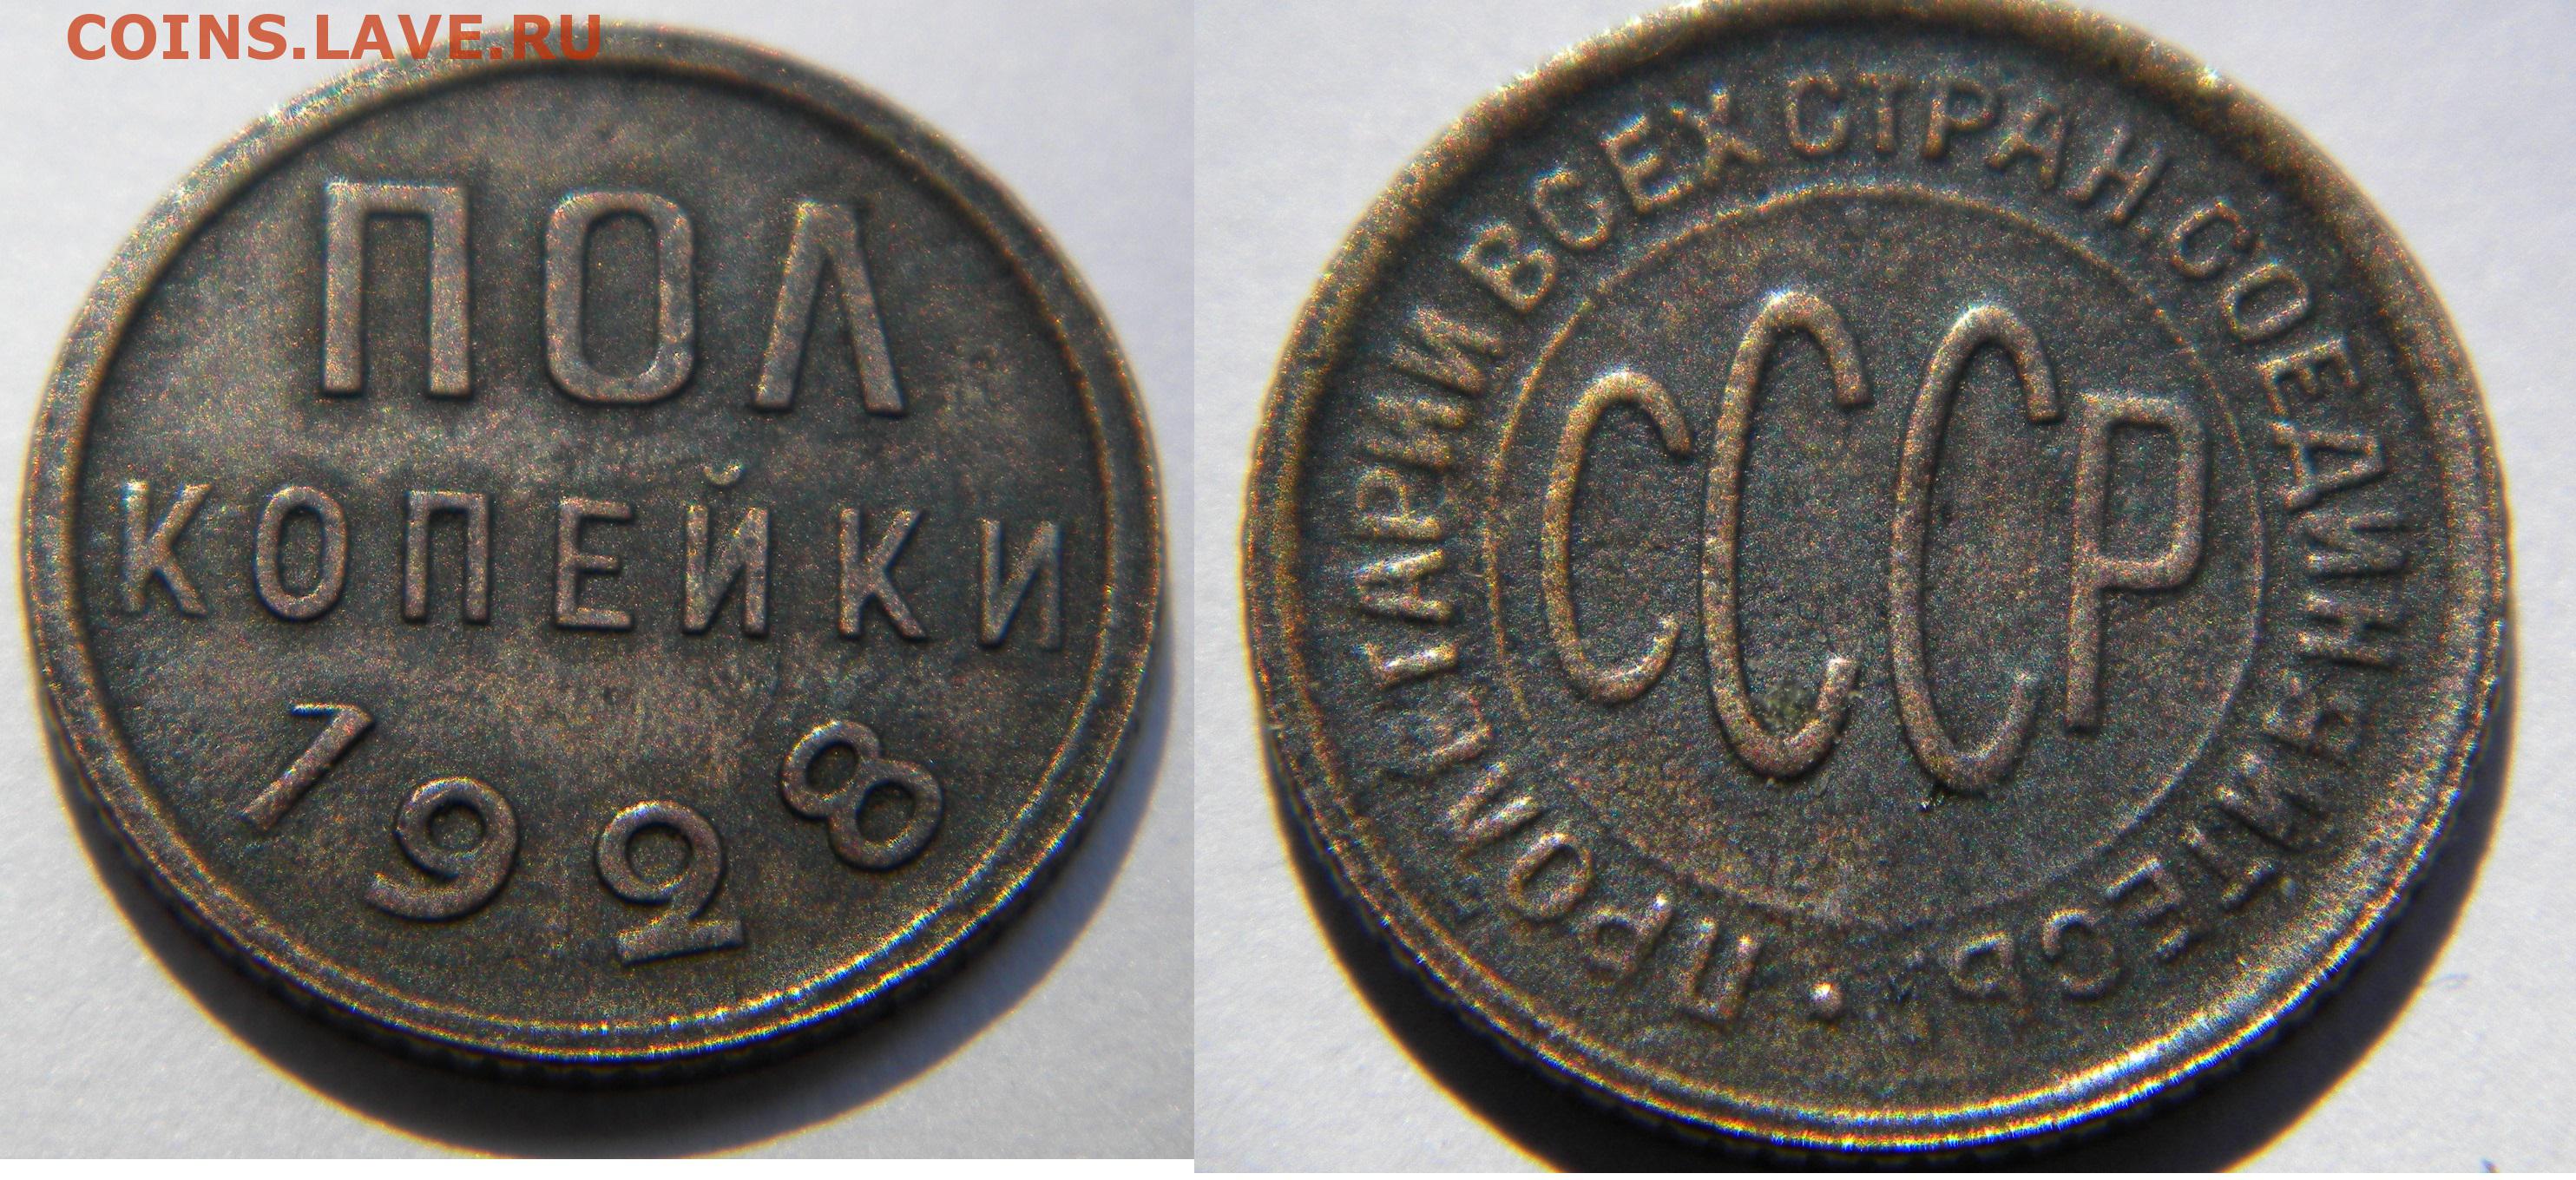 COINS.LAVE.RU
ПОЛ
КОПЕЙКИ
1928
ПРОЛЕТАРИИ ВСЕХ СТРАН, СОЕДИНЯЙТЕСЬ
СССР